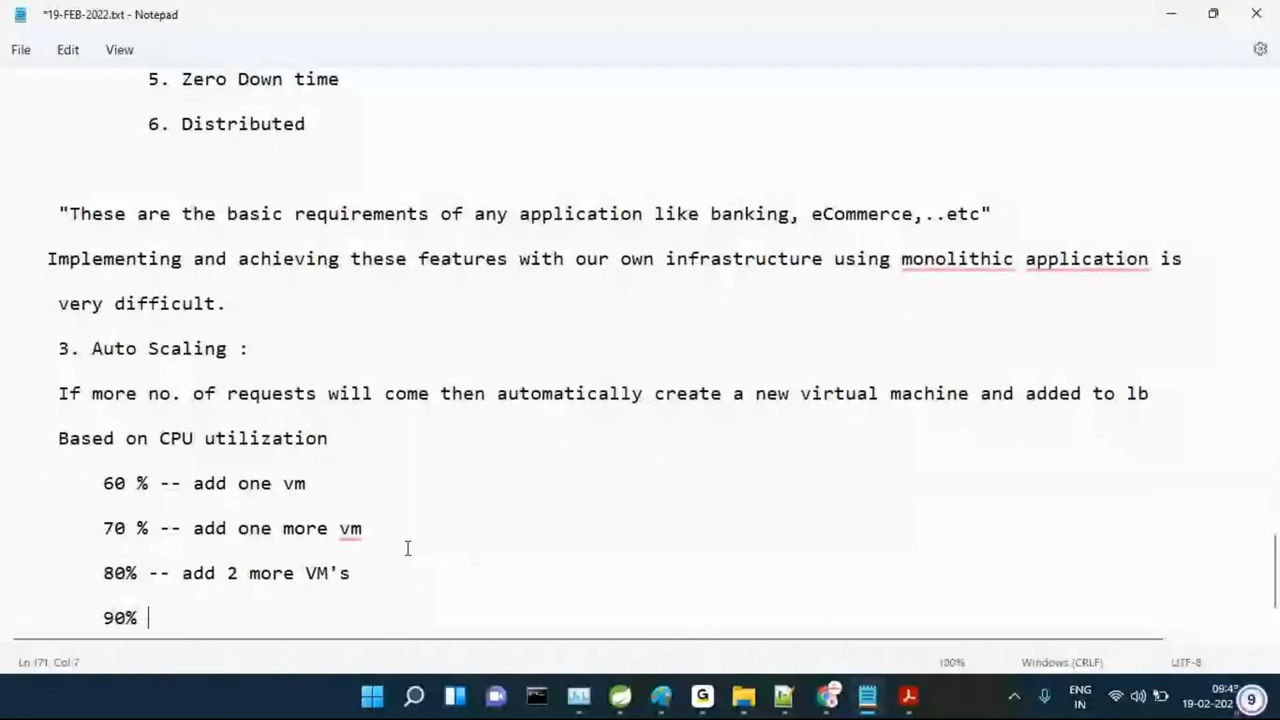 *19-FEB-2022.txt - Notepad
File Edit View
5. Zero Down time
6. Distributed
"These are the basic requirements of any application like banking, eCommerce,..etc"
Implementing and achieving these features with our own infrastructure using monolithic application is
very difficult.
3. Auto Scaling :
If more no. of requests will come then automatically create a new virtual machine and added to lb
Based on CPU utilization
60 % -- add one vm
70 % -- add one more vm
80% -- add 2 more VM's
90%
Ln 171, Col 7 100% Windows (CRLF) UTF-8
ENG
IN
19-02-202
9